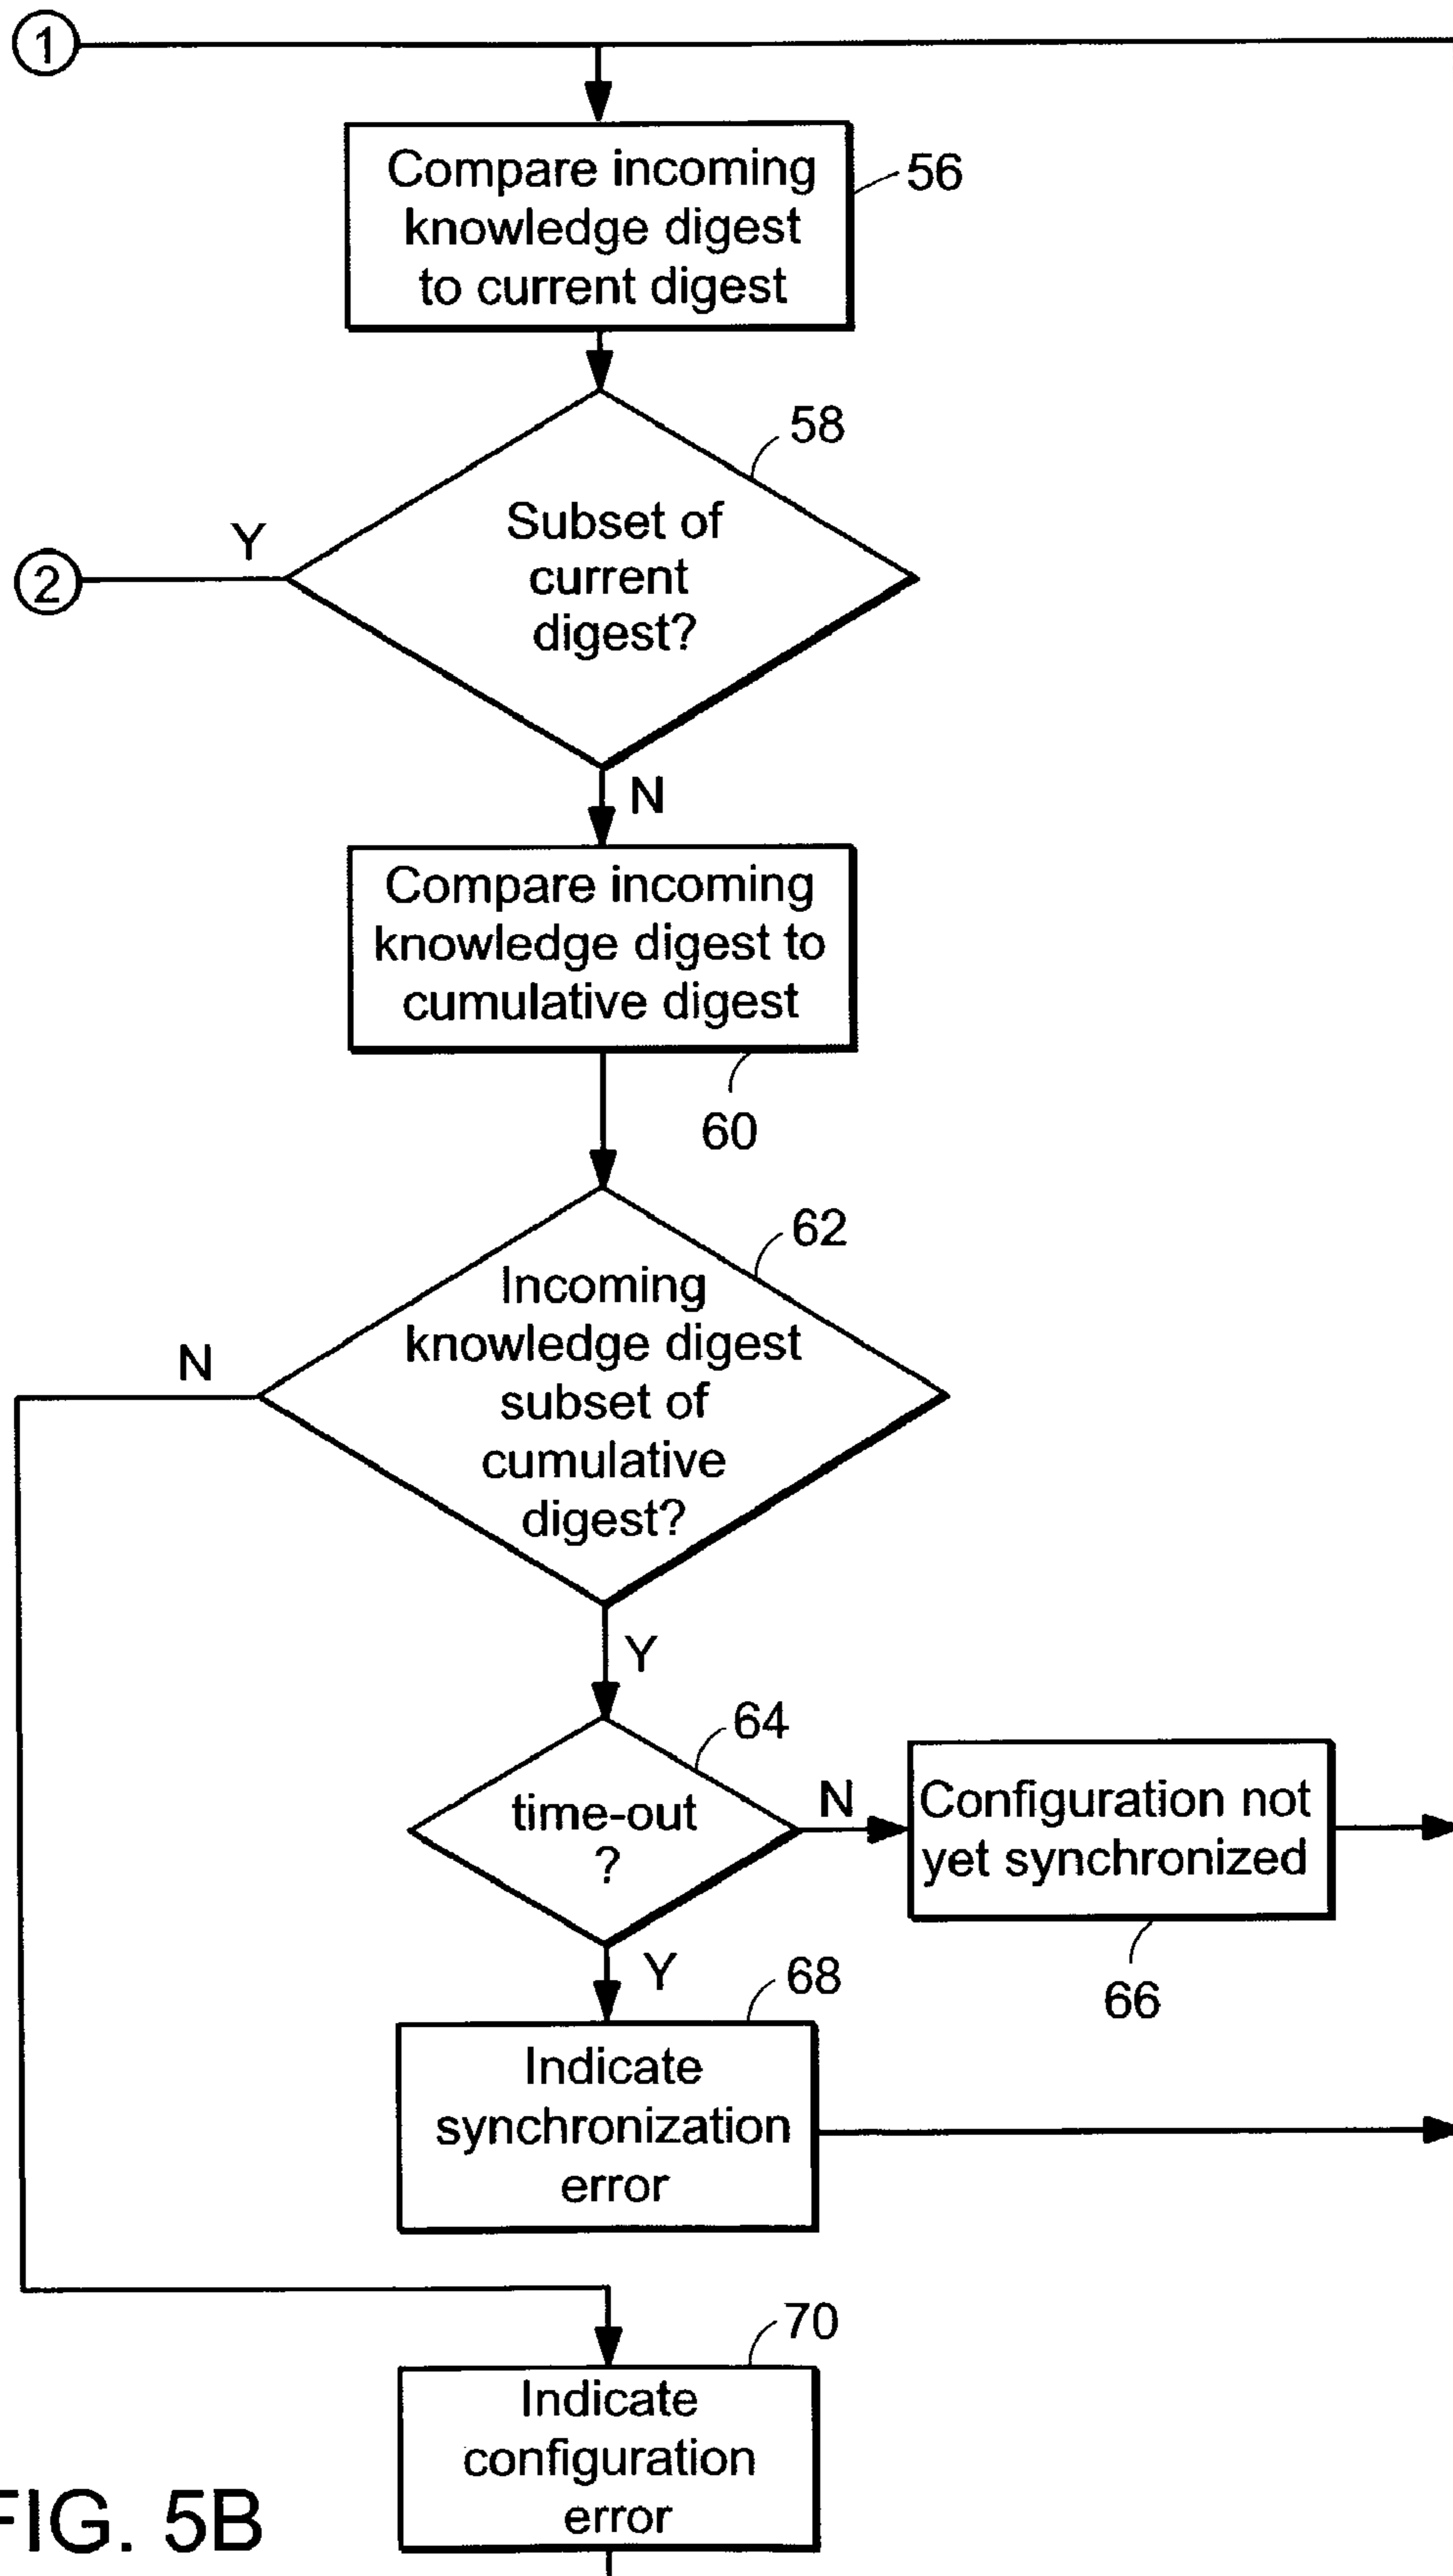 1
Compare incoming
knowledge digest
to current digest
56
58
Subset of
current
digest?
Y
2
N
Compare incoming
knowledge digest to
cumulative digest
60
62
Incoming
knowledge digest
subset of
cumulative
digest?
N
Y
64
time-out
?
N
Configuration not
yet synchronized
66
Y
68
Indicate
synchronization
error
70
Indicate
configuration
error
FIG. 5B